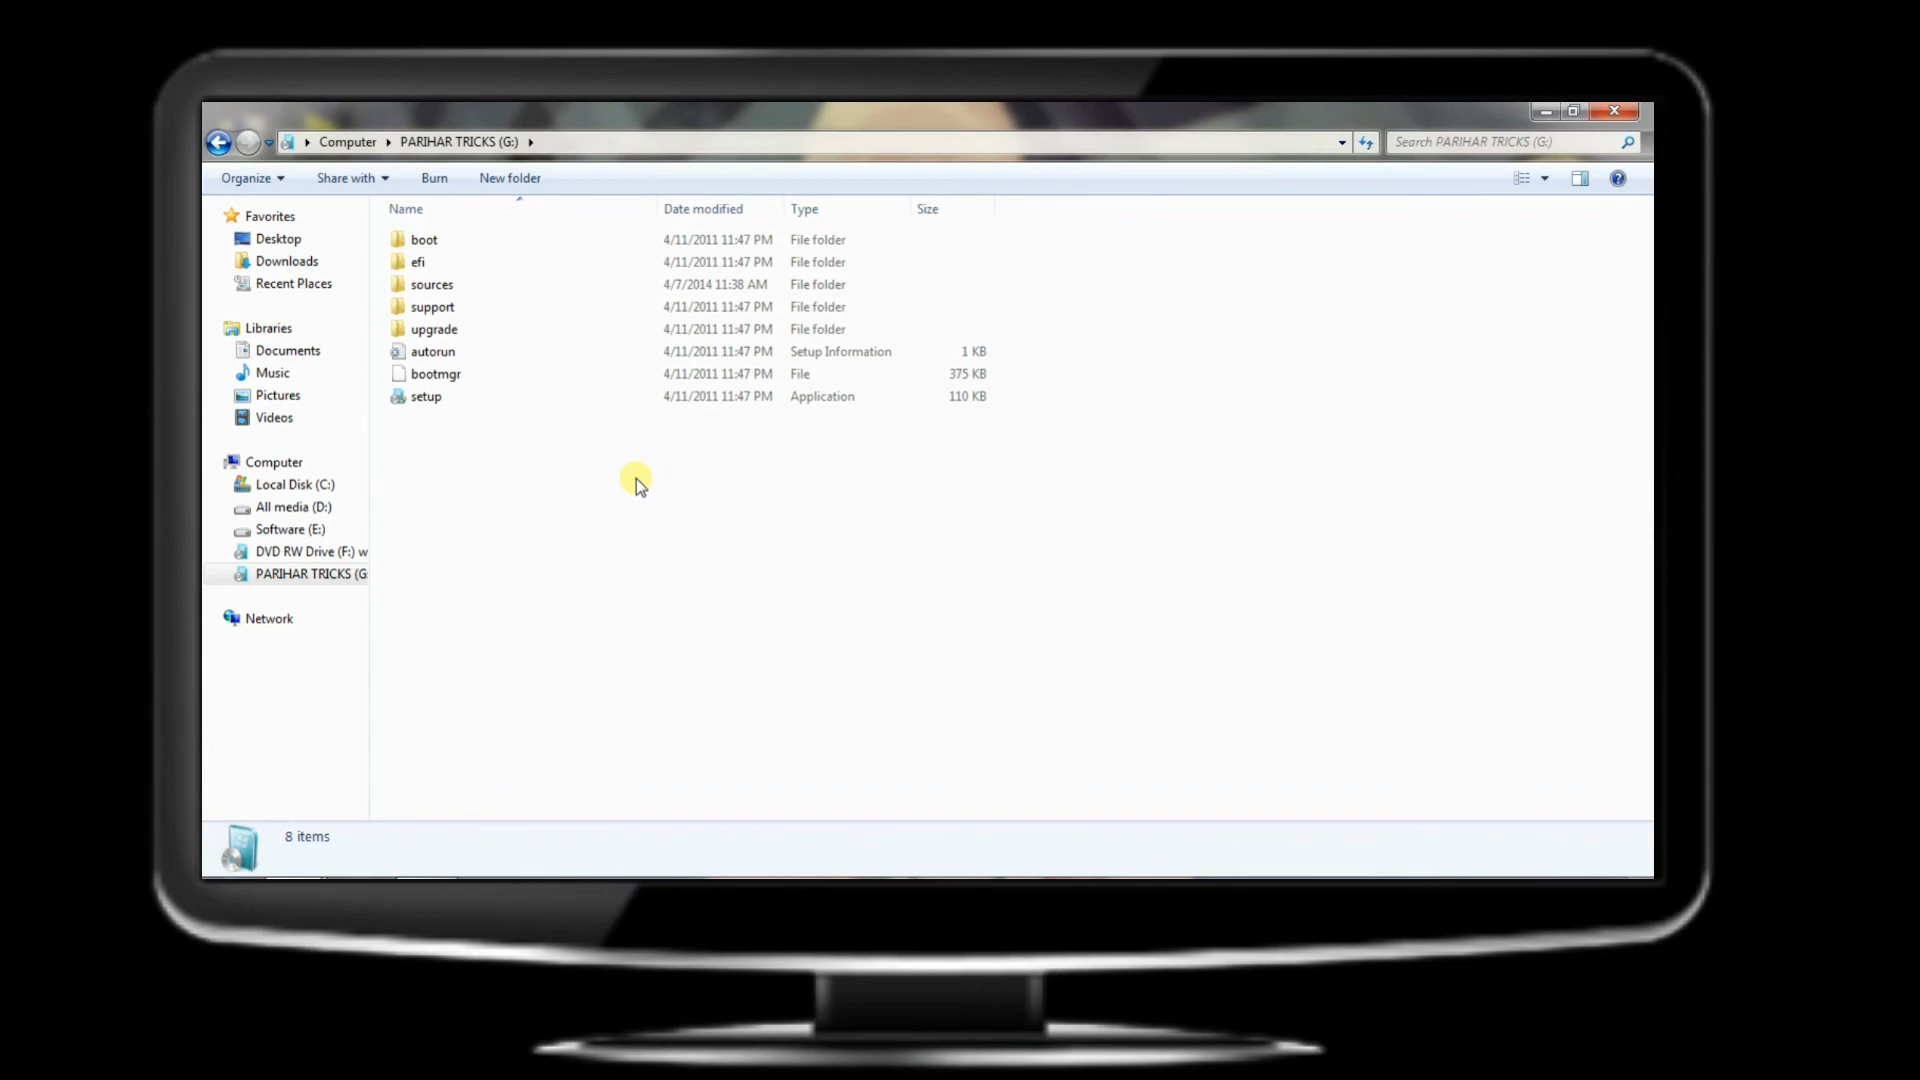 Computer PARIHAR TRICKS (G:) Search PARIHAR TRICKS (G:)
Organize Share with Burn New folder
Name Date modified Type Size
Favorites
Desktop
Downloads
Recent Places
Libraries
Documents
Music
Pictures
Videos
Computer
Local Disk (C:)
All media (D:)
Software (E:)
DVD RW Drive (F:) w
PARIHAR TRICKS (G:
Network
boot 4/11/2011 11:47 PM File folder
efi 4/11/2011 11:47 PM File folder
sources 4/7/2014 11:38 AM File folder
support 4/11/2011 11:47 PM File folder
upgrade 4/11/2011 11:47 PM File folder
autorun 4/11/2011 11:47 PM Setup Information 1 KB
bootmgr 4/11/2011 11:47 PM File 375 KB
setup 4/11/2011 11:47 PM Application 110 KB
8 items